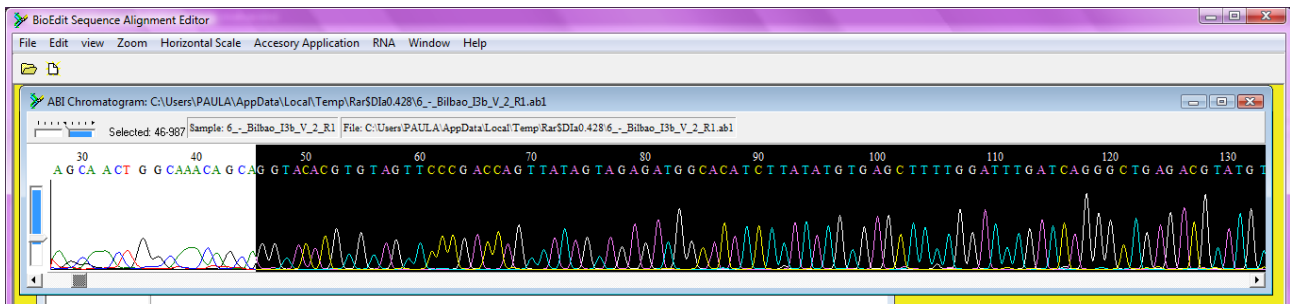 BioEdit Sequence Alignment Editor
File Edit view Zoom Horizontal Scale Accesory Application RNA Window Help
ABI Chromatogram: C:\Users\PAULA\AppData\Local\Temp\Rar$DIa0.428\6_-_Bilbao_I3b_V_2_R1.ab1
Selected: 46-987 Sample: 6_-_Bilbao_I3b_V_2_R1 File: C:\Users\PAULA\AppData\Local\Temp\Rar$DIa0.428\6_-_Bilbao_I3b_V_2_R1.ab1
30 40 50 60 70 80 90 100 110 120 130
A G C A A C T G G C A A A C A G C A G G T A C A C G T G T A G T T C C C G A C C A G T T A T A G T A G A G A T G G C A C A T C T T A T A T G T G A G C T T T T G G A T T T G A T C A G G G C T G A G A C G T A T G T